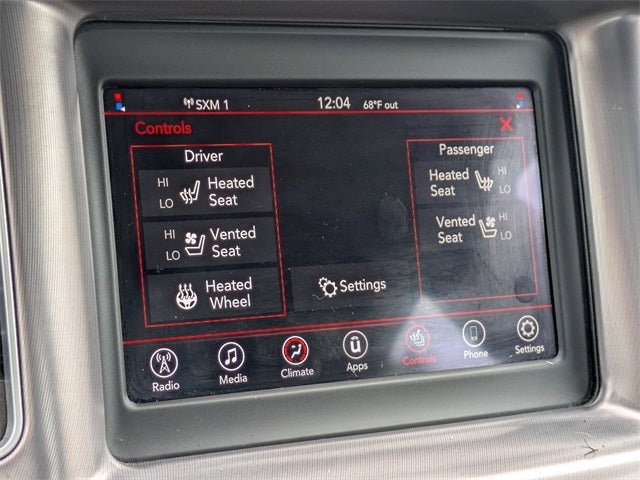 SXM 1 12:04 68°F out
Controls
Driver
HI
LO
Heated
Seat
HI
LO
Vented
Seat
Heated
Wheel
Settings
Passenger
Heated
Seat
HI
LO
Vented
Seat
HI
LO
Radio
Media
Climate
Apps
Controls
Phone
Settings